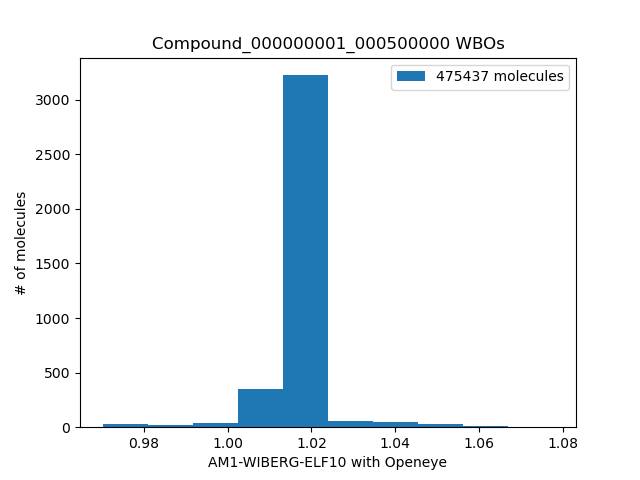 Compound_000000001_000500000 WBOs
475437 molecules
3000
2500
2000
1500
1000
500
0
# of molecules
0.98 1.00 1.02 1.04 1.06 1.08
AM1-WIBERG-ELF10 with Openeye